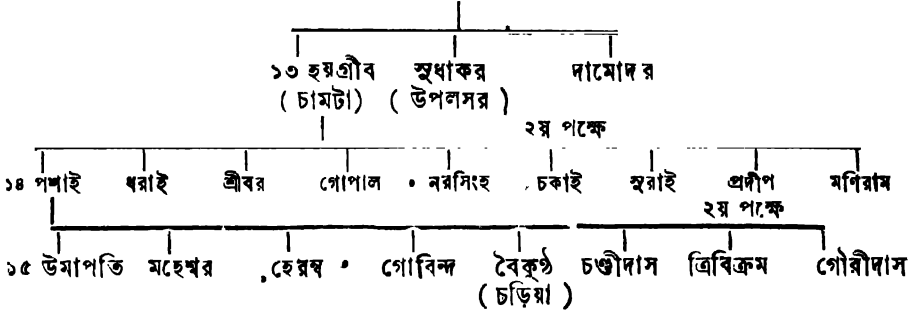 ১৩ হয়গ্রীব সুধাকর দামোদর
( চামটা ) ( উপলসর )
২য় পক্ষে
১৪ পশাই ধরাই শ্রীবর গোপাল নরসিংহ চকাই সুরাই প্রদীপ মণিরাম
২য় পক্ষে
১৫ উমাপতি মহেশ্বর হেরম্ব গোবিন্দ বৈকুণ্ঠ চণ্ডীদাস ত্রিবিক্রম গৌরীদাস
( চড়িয়া )